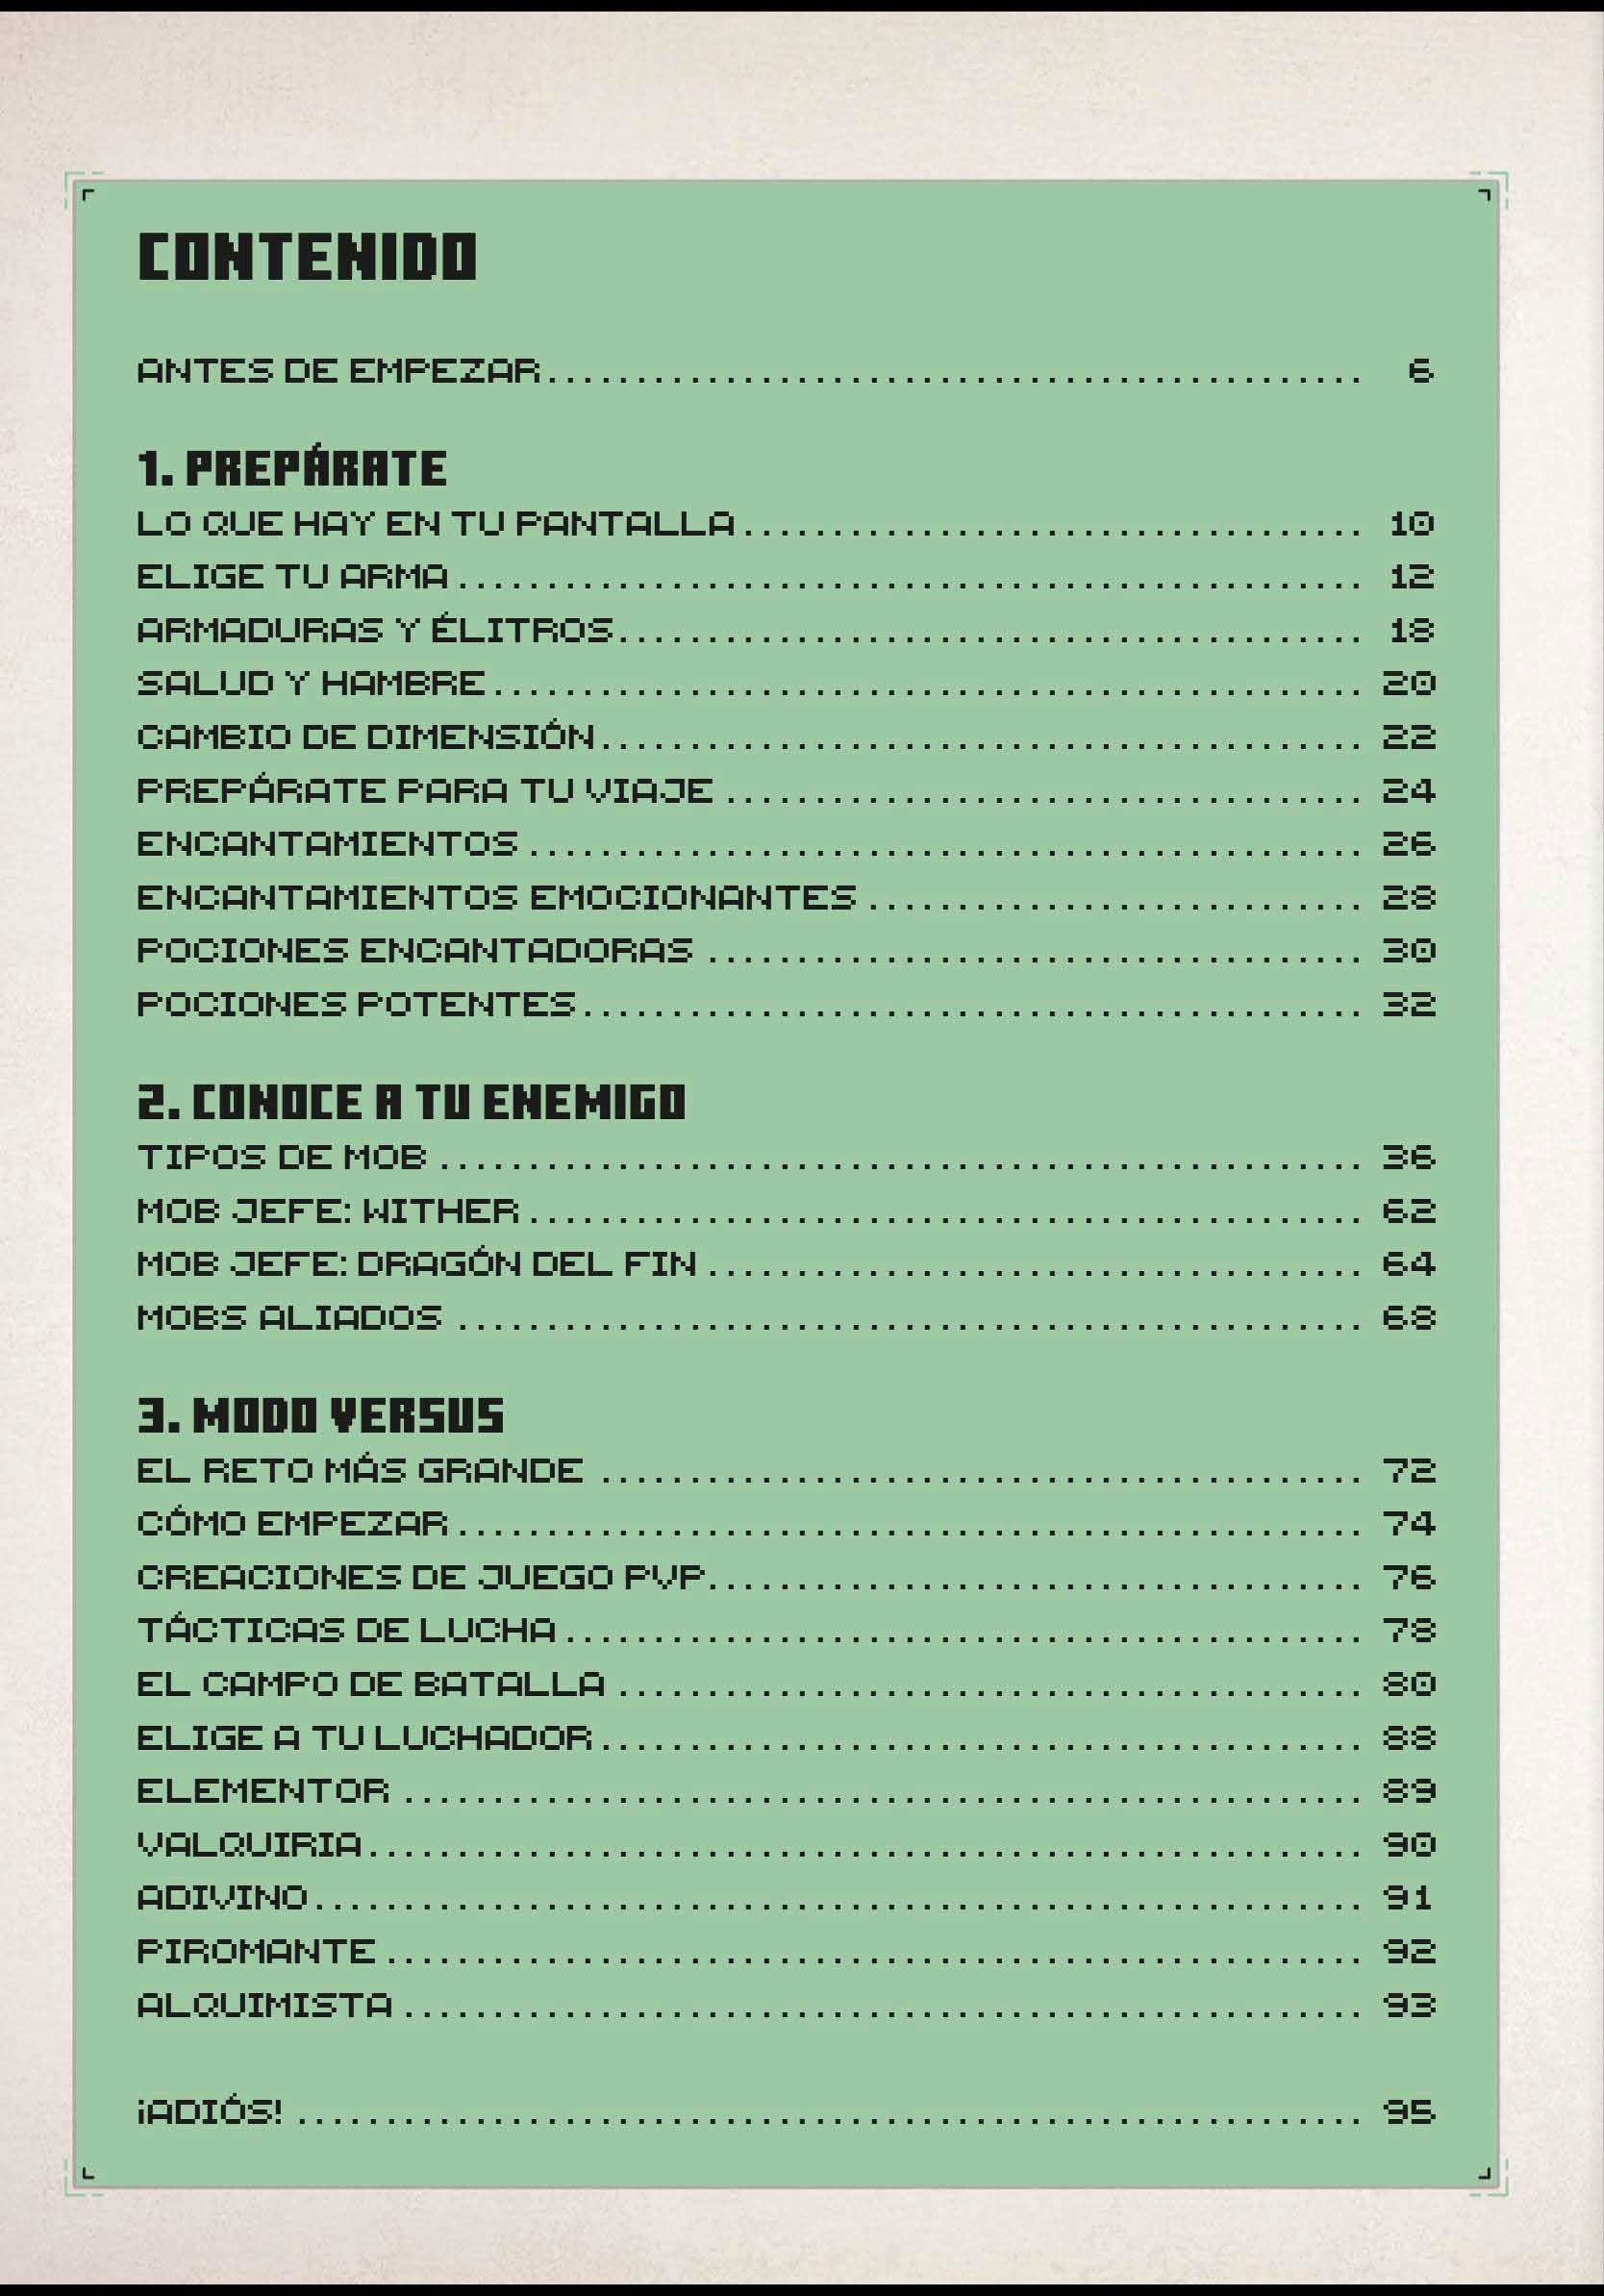 CONTENIDO
ANTES DE EMPEZAR.............................................. 6
1. PREPÁRATE
LO QUE HAY EN TU PANTALLA................................... 10
ELIGE TU ARMA................................................... 12
ARMADURAS Y ÉLITROS.......................................... 18
SALUD Y HAMBRE................................................. 20
CAMBIO DE DIMENSIÓN........................................... 22
PREPÁRATE PARA TU VIAJE.................................... 24
ENCANTAMIENTOS............................................... 26
ENCANTAMIENTOS EMOCIONANTES............................ 28
POCIONES ENCANTADORAS..................................... 30
POCIONES POTENTES............................................ 32
2. CONOCE A TU ENEMIGO
TIPOS DE MOB.................................................... 36
MOB JEFE: WITHER............................................... 62
MOB JEFE: DRAGÓN DEL FIN..................................... 64
MOBS ALIADOS................................................... 68
3. MODO VERSUS
EL RETO MÁS GRANDE........................................... 72
CÓMO EMPEZAR................................................... 74
CREACIONES DE JUEGO PVP..................................... 76
TÁCTICAS DE LUCHA............................................. 78
EL CAMPO DE BATALLA.......................................... 80
ELIGE A TU LUCHADOR........................................... 88
ELEMENTOR...................................................... 89
VALQUIRIA........................................................ 90
ADIVINO........................................................... 91
PIROMANTE....................................................... 92
ALQUIMISTA...................................................... 93
¡ADIÓS!............................................................ 95